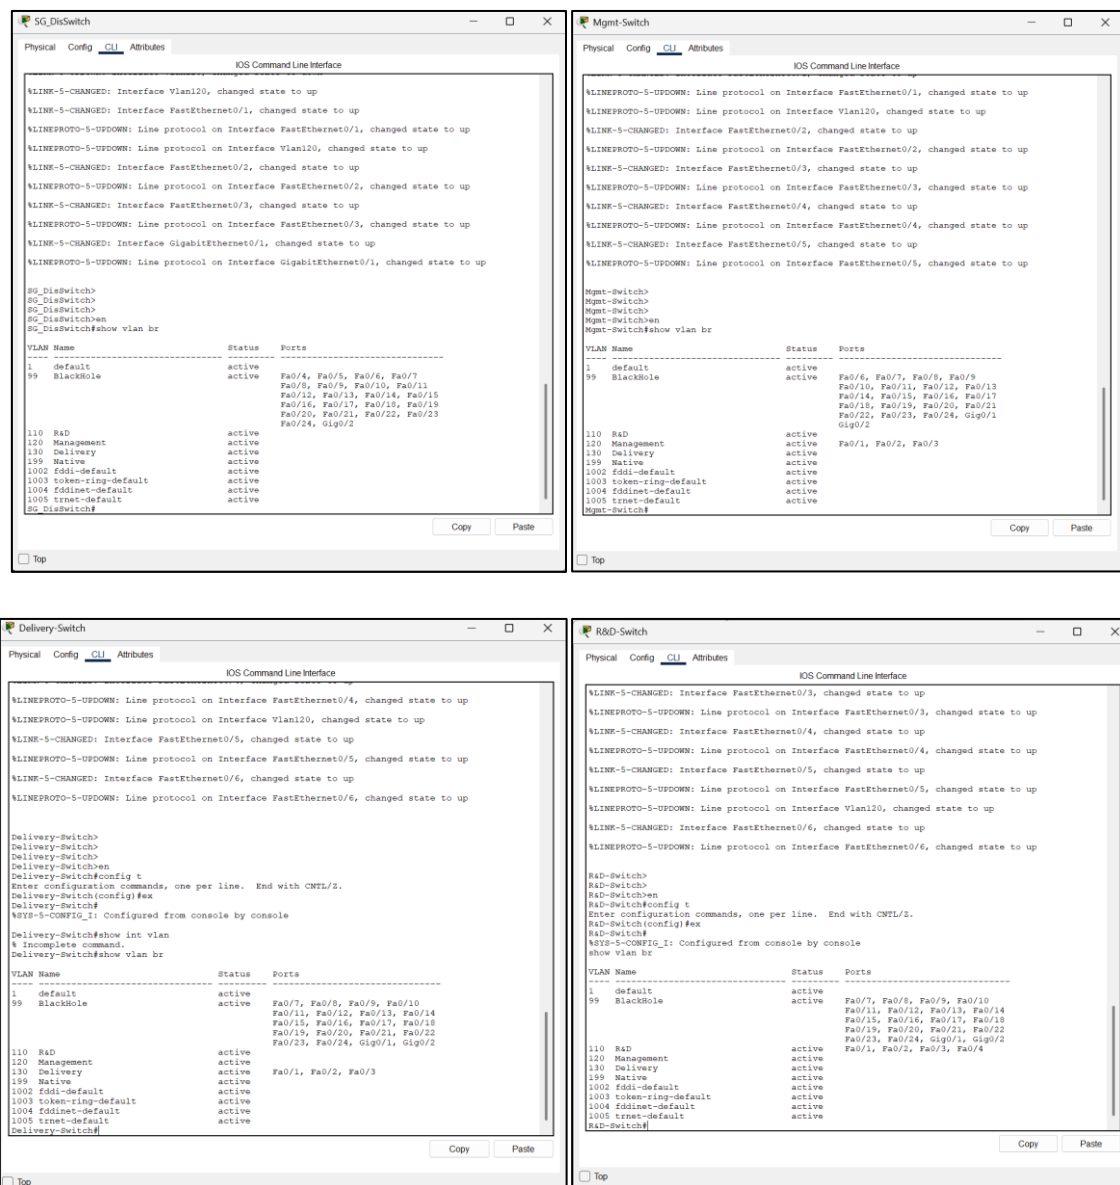 SG_DisSwitch
Physical Config CLI Attributes
IOS Command Line Interface
%LINK-5-CHANGED: Interface Vlan120, changed state to up
%LINK-5-CHANGED: Interface FastEthernet0/1, changed state to up
%LINEPROTO-5-UPDOWN: Line protocol on Interface FastEthernet0/1, changed state to up
%LINEPROTO-5-UPDOWN: Line protocol on Interface Vlan120, changed state to up
%LINK-5-CHANGED: Interface FastEthernet0/2, changed state to up
%LINEPROTO-5-UPDOWN: Line protocol on Interface FastEthernet0/2, changed state to up
%LINK-5-CHANGED: Interface FastEthernet0/3, changed state to up
%LINEPROTO-5-UPDOWN: Line protocol on Interface FastEthernet0/3, changed state to up
%LINK-5-CHANGED: Interface GigabitEthernet0/1, changed state to up
%LINEPROTO-5-UPDOWN: Line protocol on Interface GigabitEthernet0/1, changed state to up
SG_DisSwitch>
SG_DisSwitch>
SG_DisSwitch>
SG_DisSwitch>en
SG_DisSwitch#show vlan br
VLAN Name Status Ports
1 default active
99 BlackHole active Fa0/4, Fa0/5, Fa0/6, Fa0/7
Fa0/8, Fa0/9, Fa0/10, Fa0/11
Fa0/12, Fa0/13, Fa0/14, Fa0/15
Fa0/16, Fa0/17, Fa0/18, Fa0/19
Fa0/20, Fa0/21, Fa0/22, Fa0/23
Fa0/24, Gig0/2
110 R&D active
120 Management active
130 Delivery active
199 Native active
1002 fddi-default active
1003 token-ring-default active
1004 fddinet-default active
1005 trnet-default active
SG_DisSwitch#
Copy Paste
Top
Mgmt-Switch
Physical Config CLI Attributes
IOS Command Line Interface
%LINEPROTO-5-UPDOWN: Line protocol on Interface FastEthernet0/1, changed state to up
%LINEPROTO-5-UPDOWN: Line protocol on Interface Vlan120, changed state to up
%LINK-5-CHANGED: Interface FastEthernet0/2, changed state to up
%LINEPROTO-5-UPDOWN: Line protocol on Interface FastEthernet0/2, changed state to up
%LINK-5-CHANGED: Interface FastEthernet0/3, changed state to up
%LINEPROTO-5-UPDOWN: Line protocol on Interface FastEthernet0/3, changed state to up
%LINK-5-CHANGED: Interface FastEthernet0/4, changed state to up
%LINEPROTO-5-UPDOWN: Line protocol on Interface FastEthernet0/4, changed state to up
%LINK-5-CHANGED: Interface FastEthernet0/5, changed state to up
%LINEPROTO-5-UPDOWN: Line protocol on Interface FastEthernet0/5, changed state to up
Mgmt-Switch>
Mgmt-Switch>
Mgmt-Switch>
Mgmt-Switch>en
Mgmt-Switch#show vlan br
VLAN Name Status Ports
1 default active
99 BlackHole active Fa0/6, Fa0/7, Fa0/8, Fa0/9
Fa0/10, Fa0/11, Fa0/12, Fa0/13
Fa0/14, Fa0/15, Fa0/16, Fa0/17
Fa0/18, Fa0/19, Fa0/20, Fa0/21
Fa0/22, Fa0/23, Fa0/24, Gig0/1
Gig0/2
110 R&D active
120 Management active Fa0/1, Fa0/2, Fa0/3
130 Delivery active
199 Native active
1002 fddi-default active
1003 token-ring-default active
1004 fddinet-default active
1005 trnet-default active
Mgmt-Switch#
Copy Paste
Top
Delivery-Switch
Physical Config CLI Attributes
IOS Command Line Interface
%LINEPROTO-5-UPDOWN: Line protocol on Interface FastEthernet0/4, changed state to up
%LINEPROTO-5-UPDOWN: Line protocol on Interface Vlan120, changed state to up
%LINK-5-CHANGED: Interface FastEthernet0/5, changed state to up
%LINEPROTO-5-UPDOWN: Line protocol on Interface FastEthernet0/5, changed state to up
%LINK-5-CHANGED: Interface FastEthernet0/6, changed state to up
%LINEPROTO-5-UPDOWN: Line protocol on Interface FastEthernet0/6, changed state to up
Delivery-Switch>
Delivery-Switch>
Delivery-Switch>
Delivery-Switch>en
Delivery-Switch#config t
Enter configuration commands, one per line. End with CNTL/Z.
Delivery-Switch(config)#ex
Delivery-Switch#
%SYS-5-CONFIG_I: Configured from console by console
Delivery-Switch#show int vlan
% Incomplete command.
Delivery-Switch#show vlan br
VLAN Name Status Ports
1 default active
99 BlackHole active Fa0/7, Fa0/8, Fa0/9, Fa0/10
Fa0/11, Fa0/12, Fa0/13, Fa0/14
Fa0/15, Fa0/16, Fa0/17, Fa0/18
Fa0/19, Fa0/20, Fa0/21, Fa0/22
Fa0/23, Fa0/24, Gig0/1, Gig0/2
110 R&D active
120 Management active
130 Delivery active Fa0/1, Fa0/2, Fa0/3
199 Native active
1002 fddi-default active
1003 token-ring-default active
1004 fddinet-default active
1005 trnet-default active
Delivery-Switch#
Copy Paste
Top
R&D-Switch
Physical Config CLI Attributes
IOS Command Line Interface
%LINK-5-CHANGED: Interface FastEthernet0/3, changed state to up
%LINEPROTO-5-UPDOWN: Line protocol on Interface FastEthernet0/3, changed state to up
%LINK-5-CHANGED: Interface FastEthernet0/4, changed state to up
%LINEPROTO-5-UPDOWN: Line protocol on Interface FastEthernet0/4, changed state to up
%LINK-5-CHANGED: Interface FastEthernet0/5, changed state to up
%LINEPROTO-5-UPDOWN: Line protocol on Interface FastEthernet0/5, changed state to up
%LINEPROTO-5-UPDOWN: Line protocol on Interface Vlan120, changed state to up
%LINK-5-CHANGED: Interface FastEthernet0/6, changed state to up
%LINEPROTO-5-UPDOWN: Line protocol on Interface FastEthernet0/6, changed state to up
R&D-Switch>
R&D-Switch>
R&D-Switch>en
R&D-Switch#config t
Enter configuration commands, one per line. End with CNTL/Z.
R&D-Switch(config)#ex
R&D-Switch#
%SYS-5-CONFIG_I: Configured from console by console
show vlan br
VLAN Name Status Ports
1 default active
99 BlackHole active Fa0/7, Fa0/8, Fa0/9, Fa0/10
Fa0/11, Fa0/12, Fa0/13, Fa0/14
Fa0/15, Fa0/16, Fa0/17, Fa0/18
Fa0/19, Fa0/20, Fa0/21, Fa0/22
Fa0/23, Fa0/24, Gig0/1, Gig0/2
110 R&D active Fa0/1, Fa0/2, Fa0/3, Fa0/4
120 Management active
130 Delivery active
199 Native active
1002 fddi-default active
1003 token-ring-default active
1004 fddinet-default active
1005 trnet-default active
R&D-Switch#
Copy Paste
Top